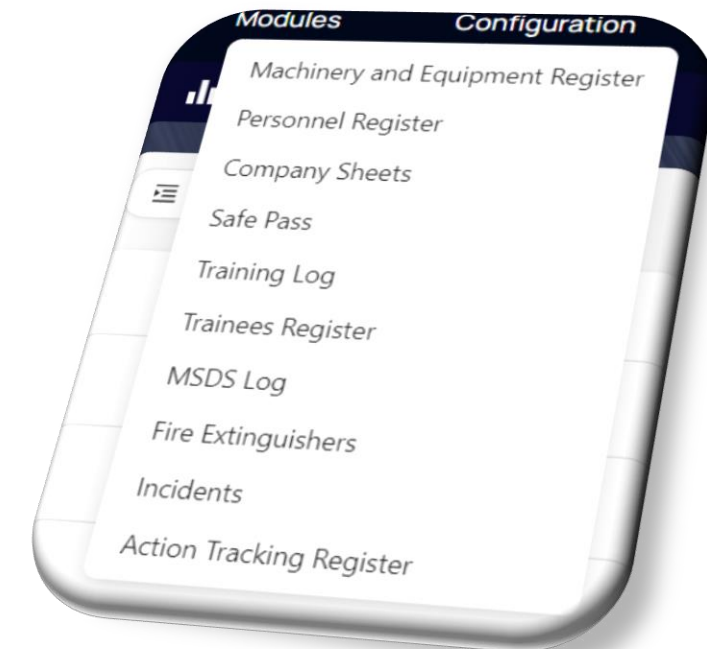 Modules Configuration
Machinery and Equipment Register
Personnel Register
Company Sheets
Safe Pass
Training Log
Trainees Register
MSDS Log
Fire Extinguishers
Incidents
Action Tracking Register